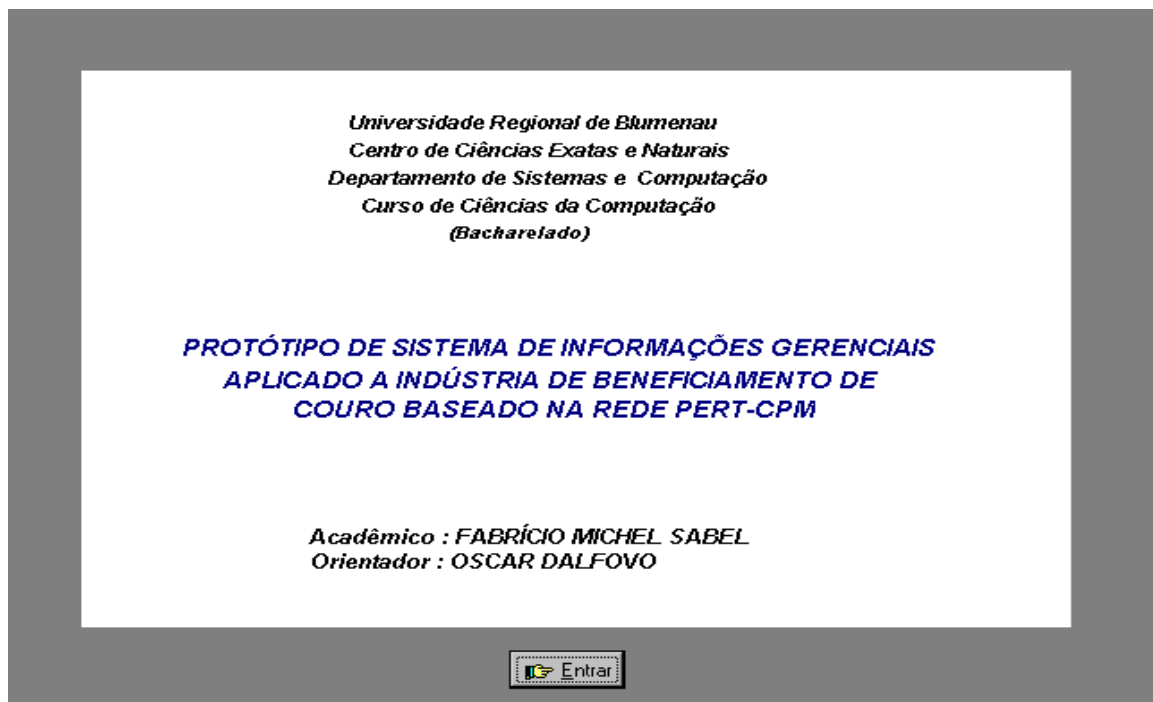 Universidade Regional de Blumenau
Centro de Ciências Exatas e Naturais
Departamento de Sistemas e Computação
Curso de Ciências da Computação
(Bacharelado)
PROTÓTIPO DE SISTEMA DE INFORMAÇÕES GERENCIAIS
APLICADO A INDÚSTRIA DE BENEFICIAMENTO DE
COURO BASEADO NA REDE PERT-CPM
Acadêmico : FABRÍCIO MICHEL SABEL
Orientador : OSCAR DALFOVO
Entrar